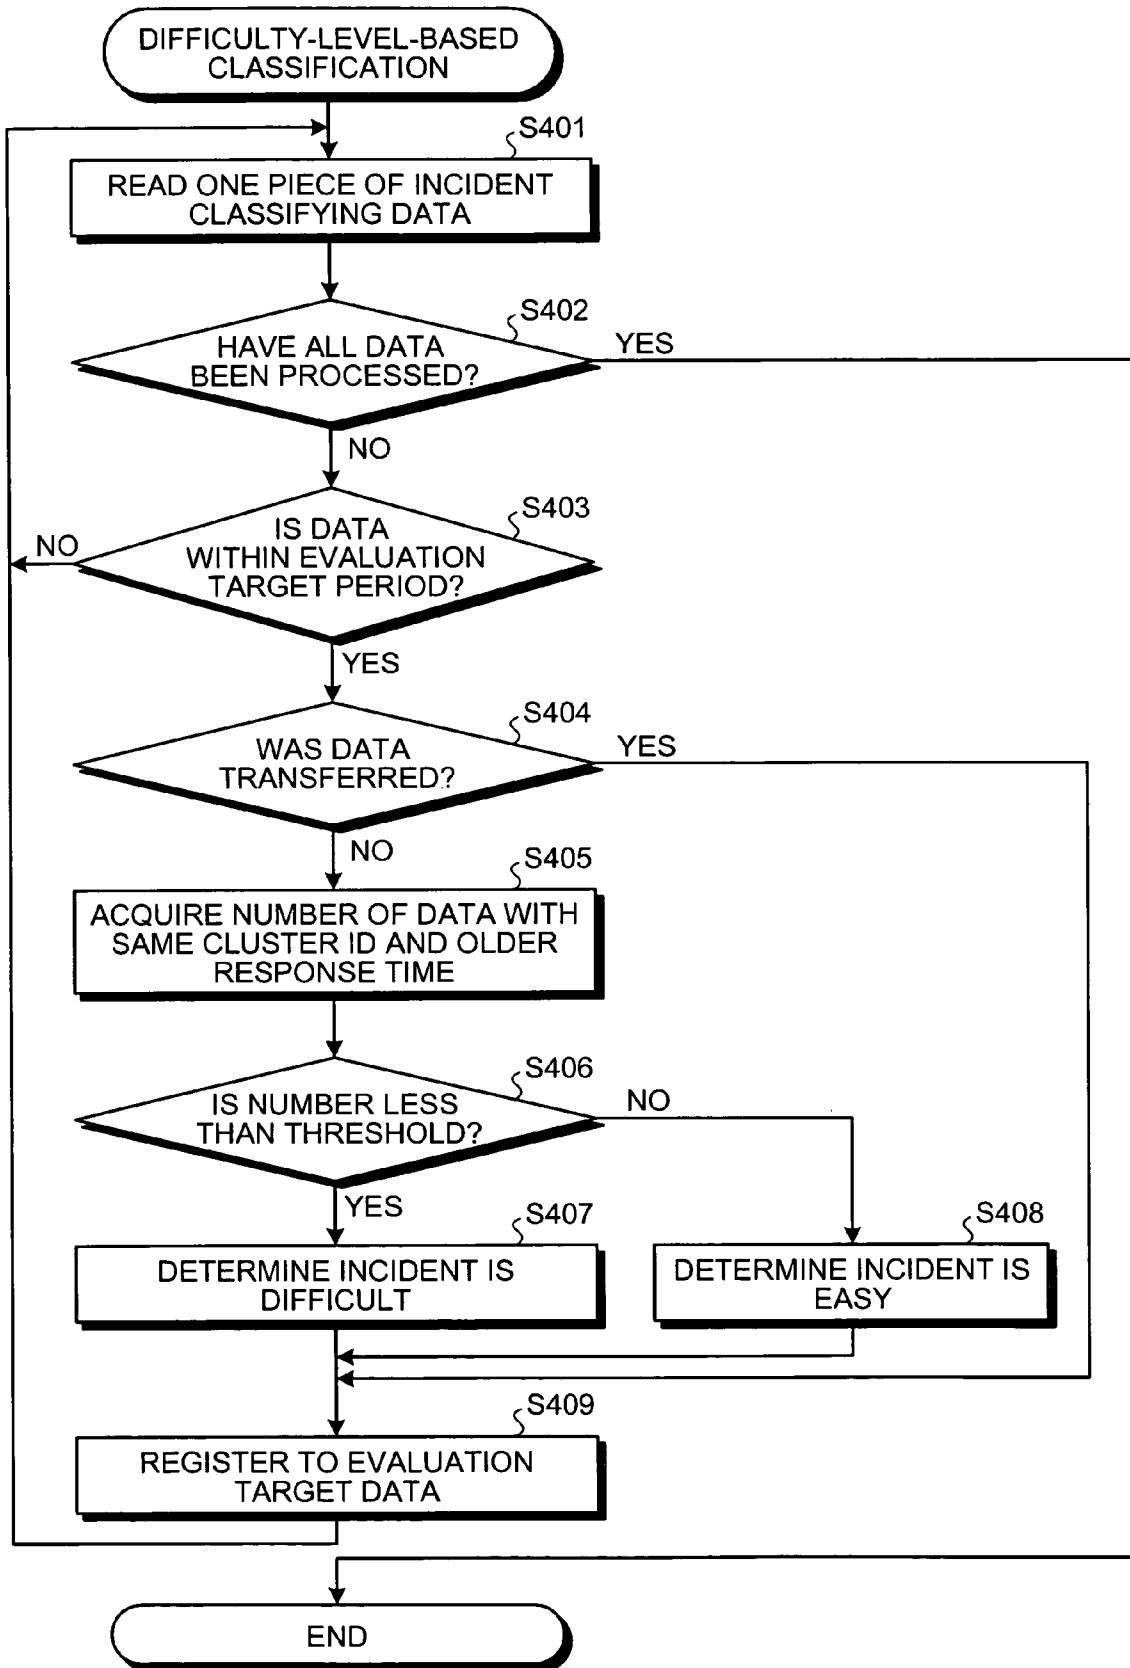 DIFFICULTY-LEVEL-BASED
CLASSIFICATION
S401
READ ONE PIECE OF INCIDENT
CLASSIFYING DATA
S402
HAVE ALL DATA
BEEN PROCESSED?
YES
NO
S403
IS DATA
WITHIN EVALUATION
TARGET PERIOD?
NO
YES
S404
WAS DATA
TRANSFERRED?
YES
NO
S405
ACQUIRE NUMBER OF DATA WITH
SAME CLUSTER ID AND OLDER
RESPONSE TIME
S406
IS NUMBER LESS
THAN THRESHOLD?
NO
YES
S407
DETERMINE INCIDENT IS
DIFFICULT
S408
DETERMINE INCIDENT IS
EASY
S409
REGISTER TO EVALUATION
TARGET DATA
END